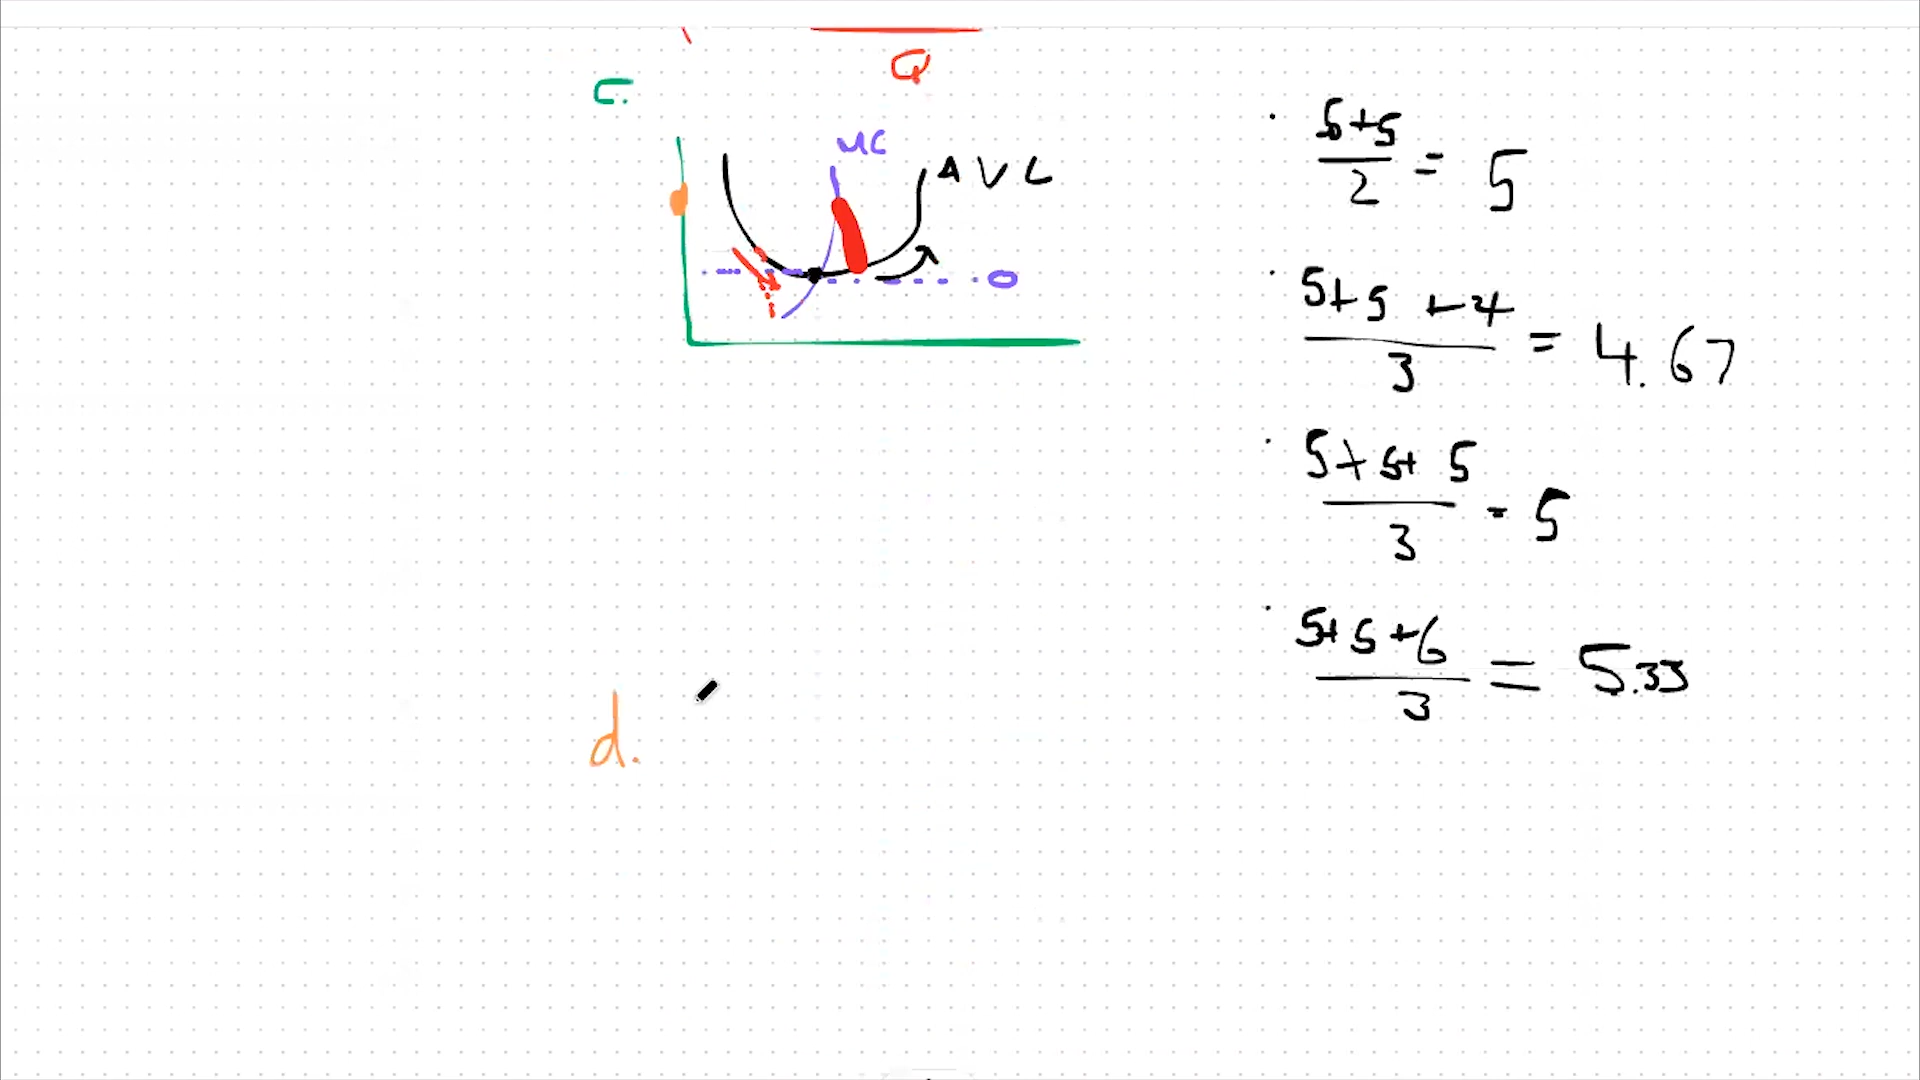 Q
c.
MC
AVC
5+5
2
= 5
5+5+4
3
= 4.67
5+5+5
3
= 5
5+5+6
3
= 5.33
d.